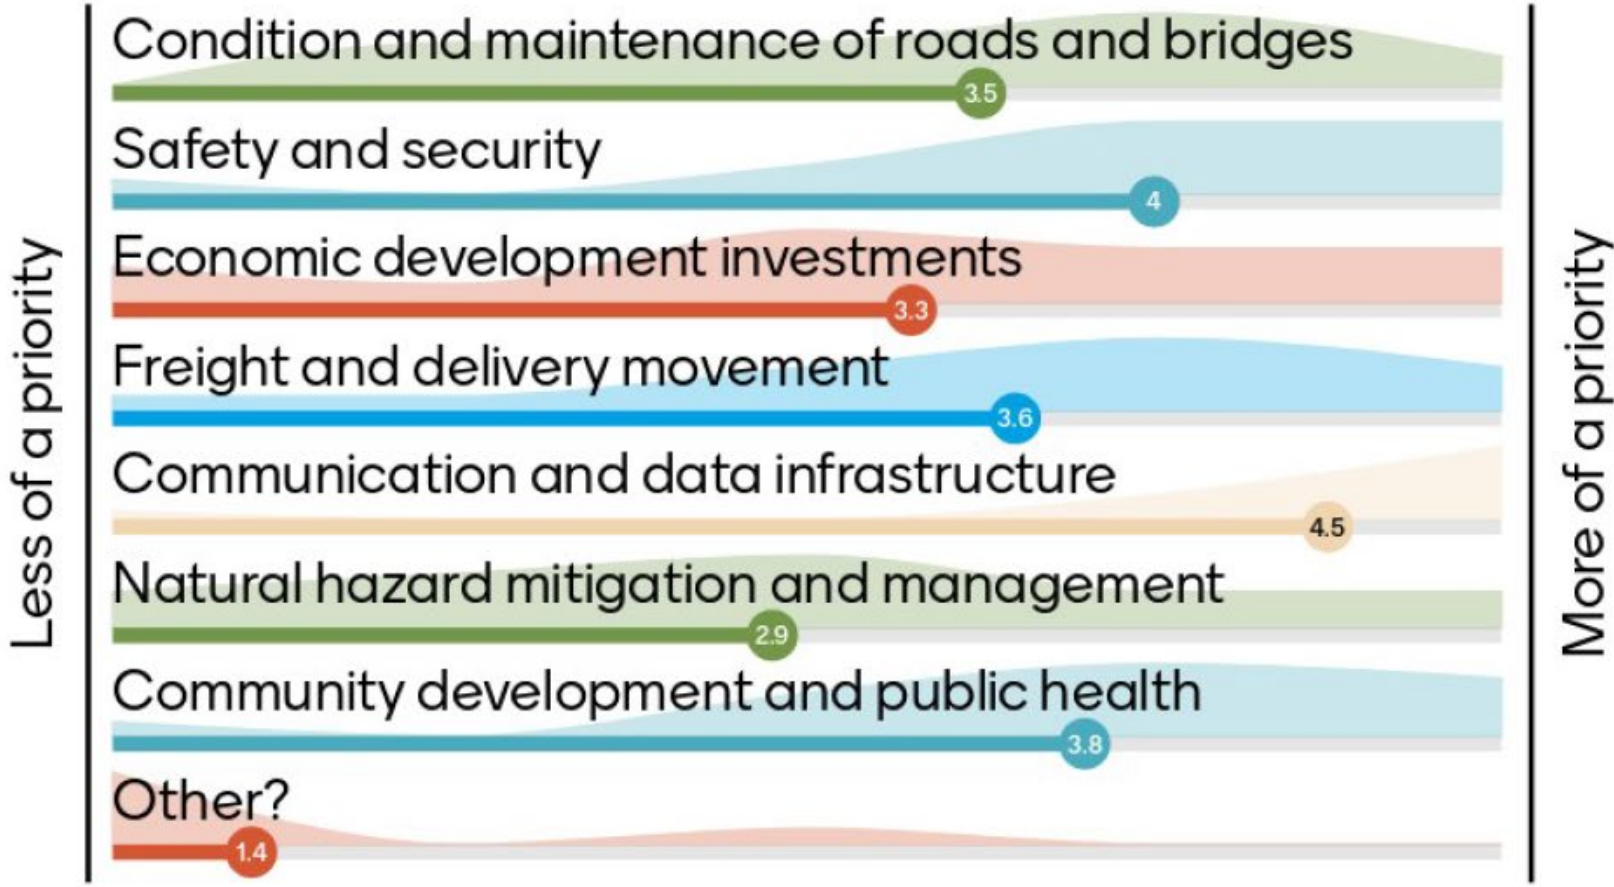 Less of a priority
Condition and maintenance of roads and bridges
3.5
Safety and security
4
Economic development investments
3.3
Freight and delivery movement
3.6
Communication and data infrastructure
4.5
Natural hazard mitigation and management
2.9
Community development and public health
3.8
Other?
1.4
More of a priority